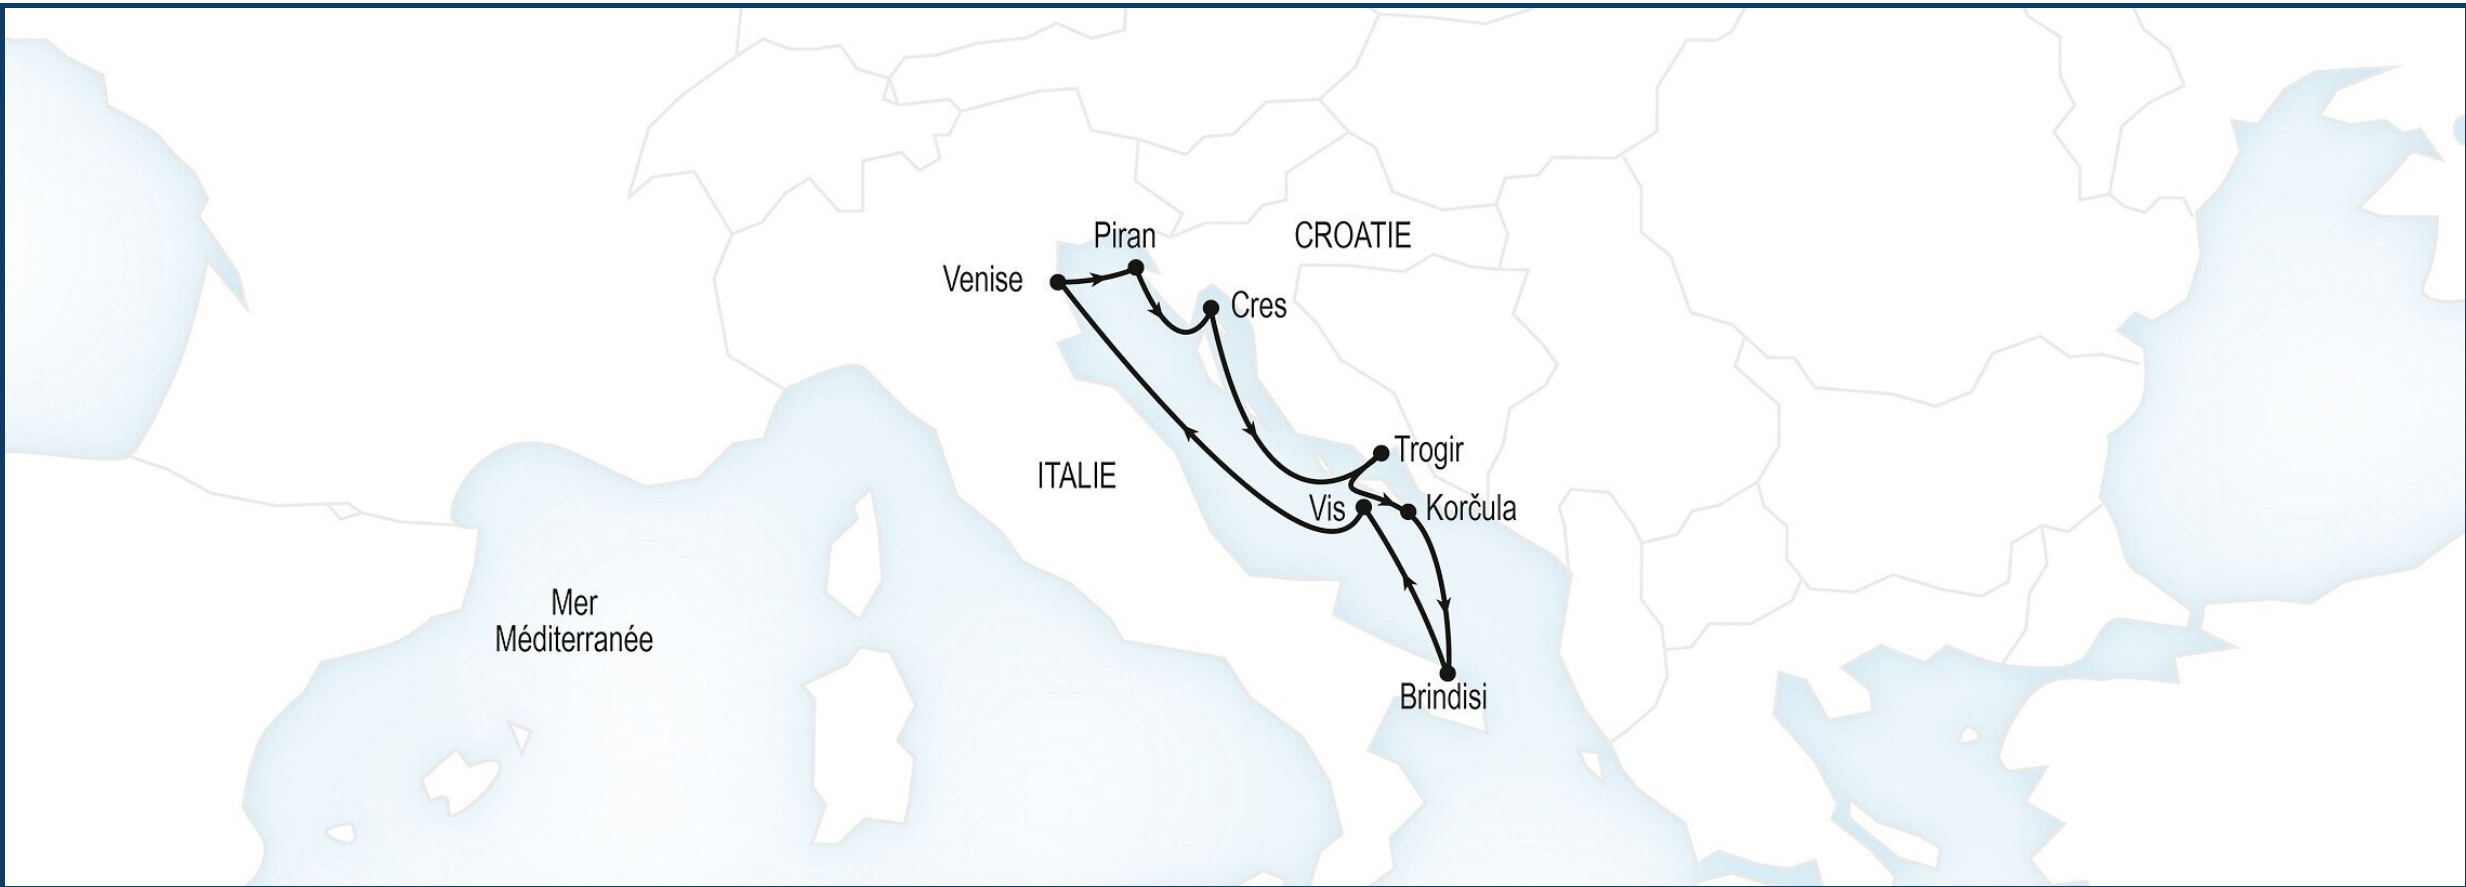 Piran
CROATIE
Venise
Cres
Trogir
ITALIE
Vis
Korčula
Mer
Méditerranée
Brindisi